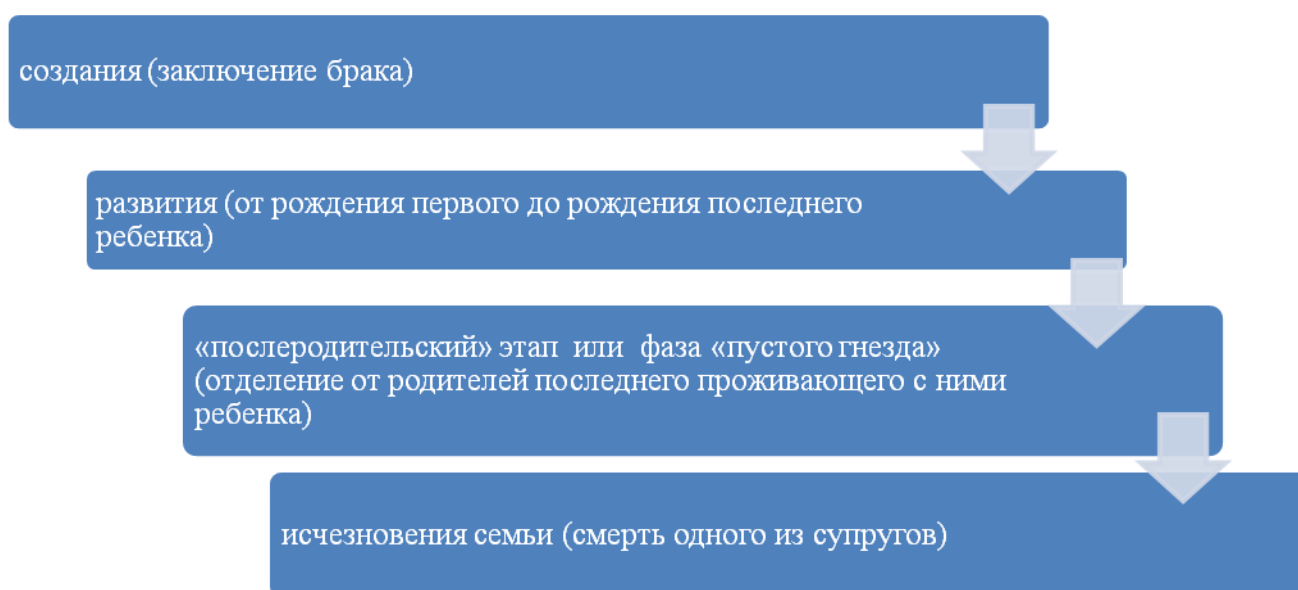 создания (заключение брака)
развития (от рождения первого до рождения последнего
ребенка)
«послеродительский» этап или фаза «пустого гнезда»
(отделение от родителей последнего проживающего с ними
ребенка)
исчезновения семьи (смерть одного из супругов)